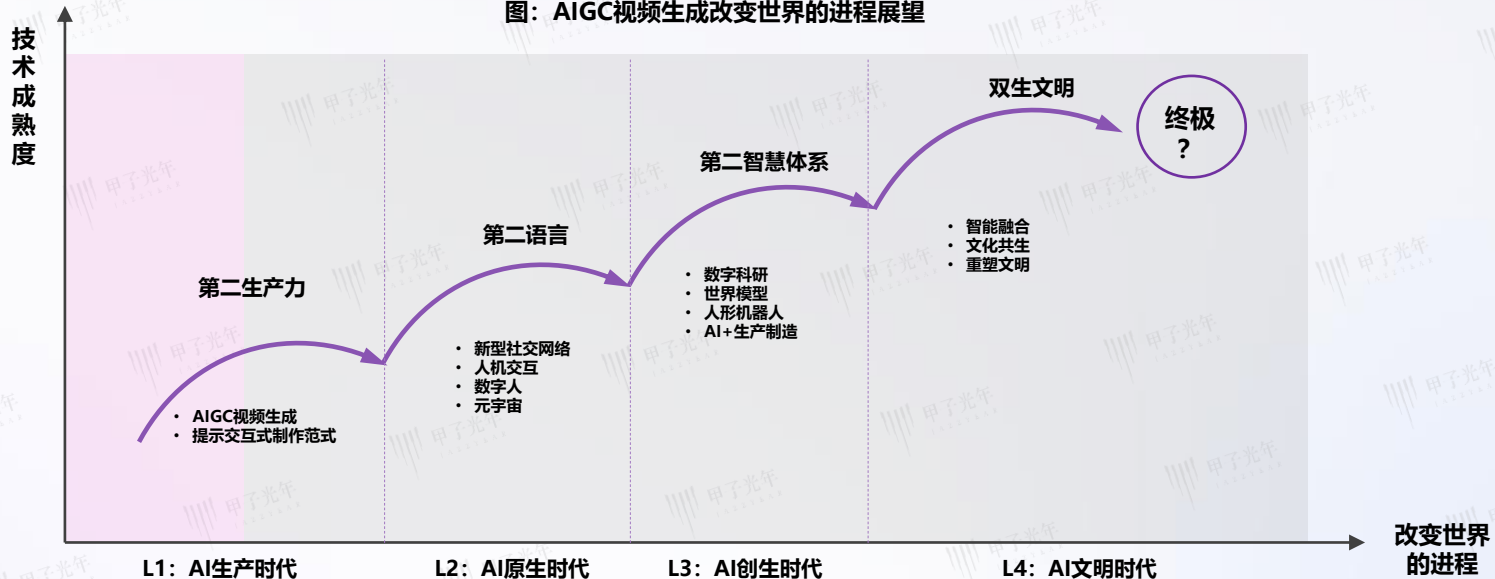 图：AIGC视频生成改变世界的进程展望
技
术
成
熟
度
双生文明
终极
？
第二智慧体系
第二语言
第二生产力
• 智能融合
• 文化共生
• 重塑文明
• 数字科研
• 世界模型
• 人形机器人
• AI+生产制造
• 新型社交网络
• 人机交互
• 数字人
• 元宇宙
• AIGC视频生成
• 提示交互式制作范式
改变世界
的进程
L1：AI生产时代
L2：AI原生时代
L3：AI创生时代
L4：AI文明时代
甲子光年